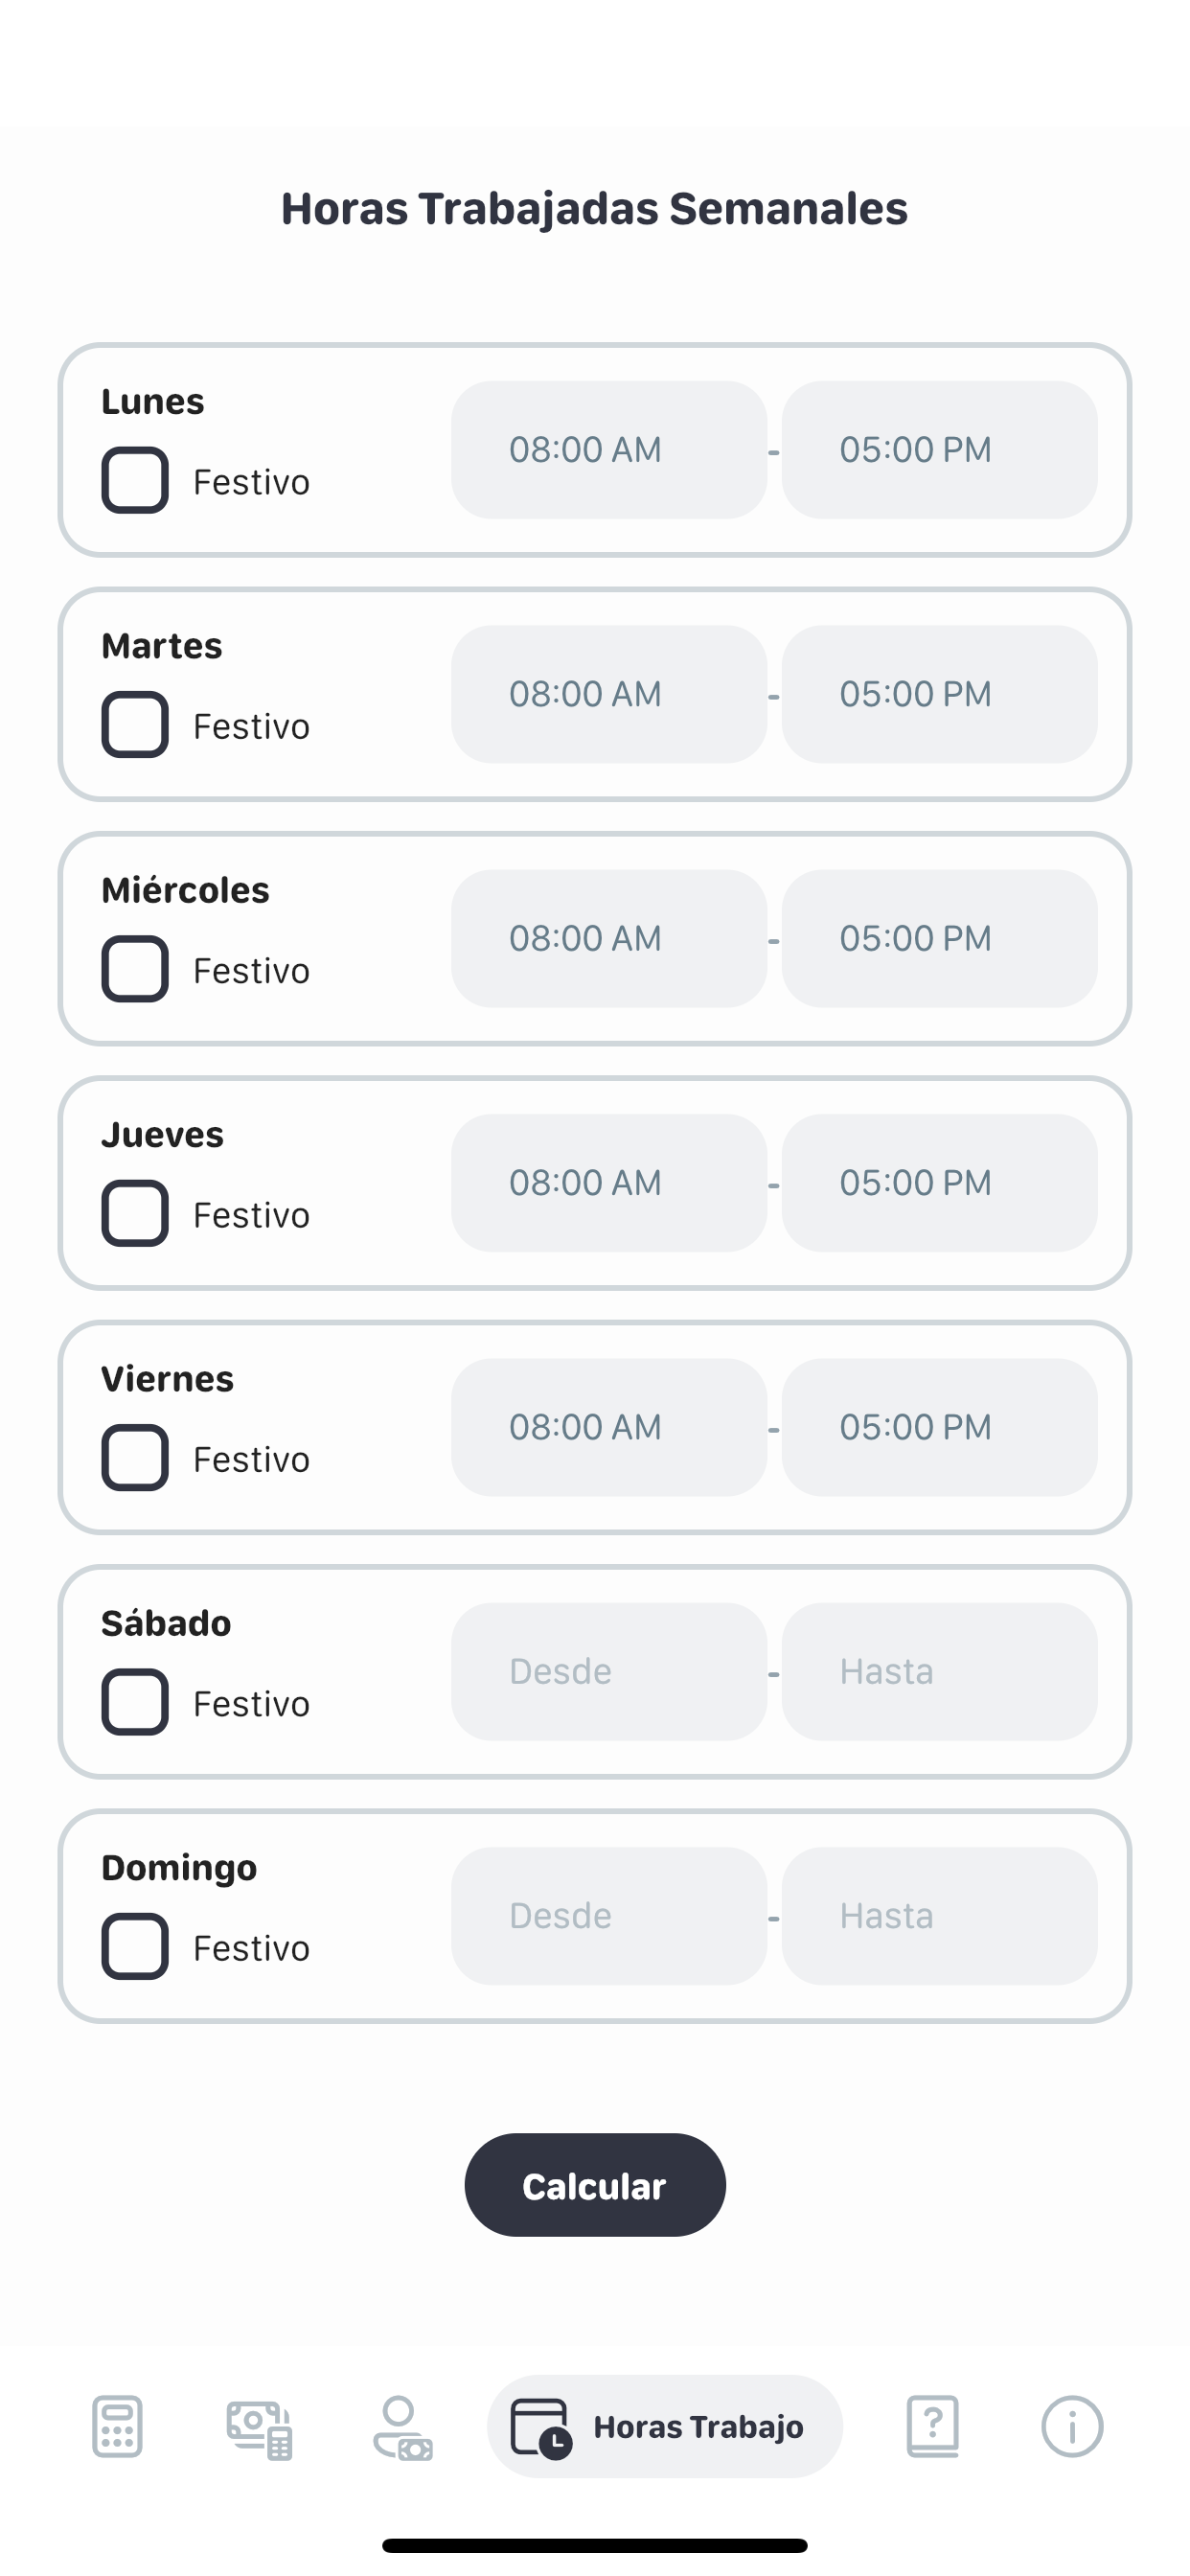 Horas Trabajadas Semanales
Lunes
Festivo
08:00 AM - 05:00 PM
Martes
Festivo
08:00 AM - 05:00 PM
Miércoles
Festivo
08:00 AM - 05:00 PM
Jueves
Festivo
08:00 AM - 05:00 PM
Viernes
Festivo
08:00 AM - 05:00 PM
Sábado
Festivo
Desde - Hasta
Domingo
Festivo
Desde - Hasta
Calcular
Horas Trabajo